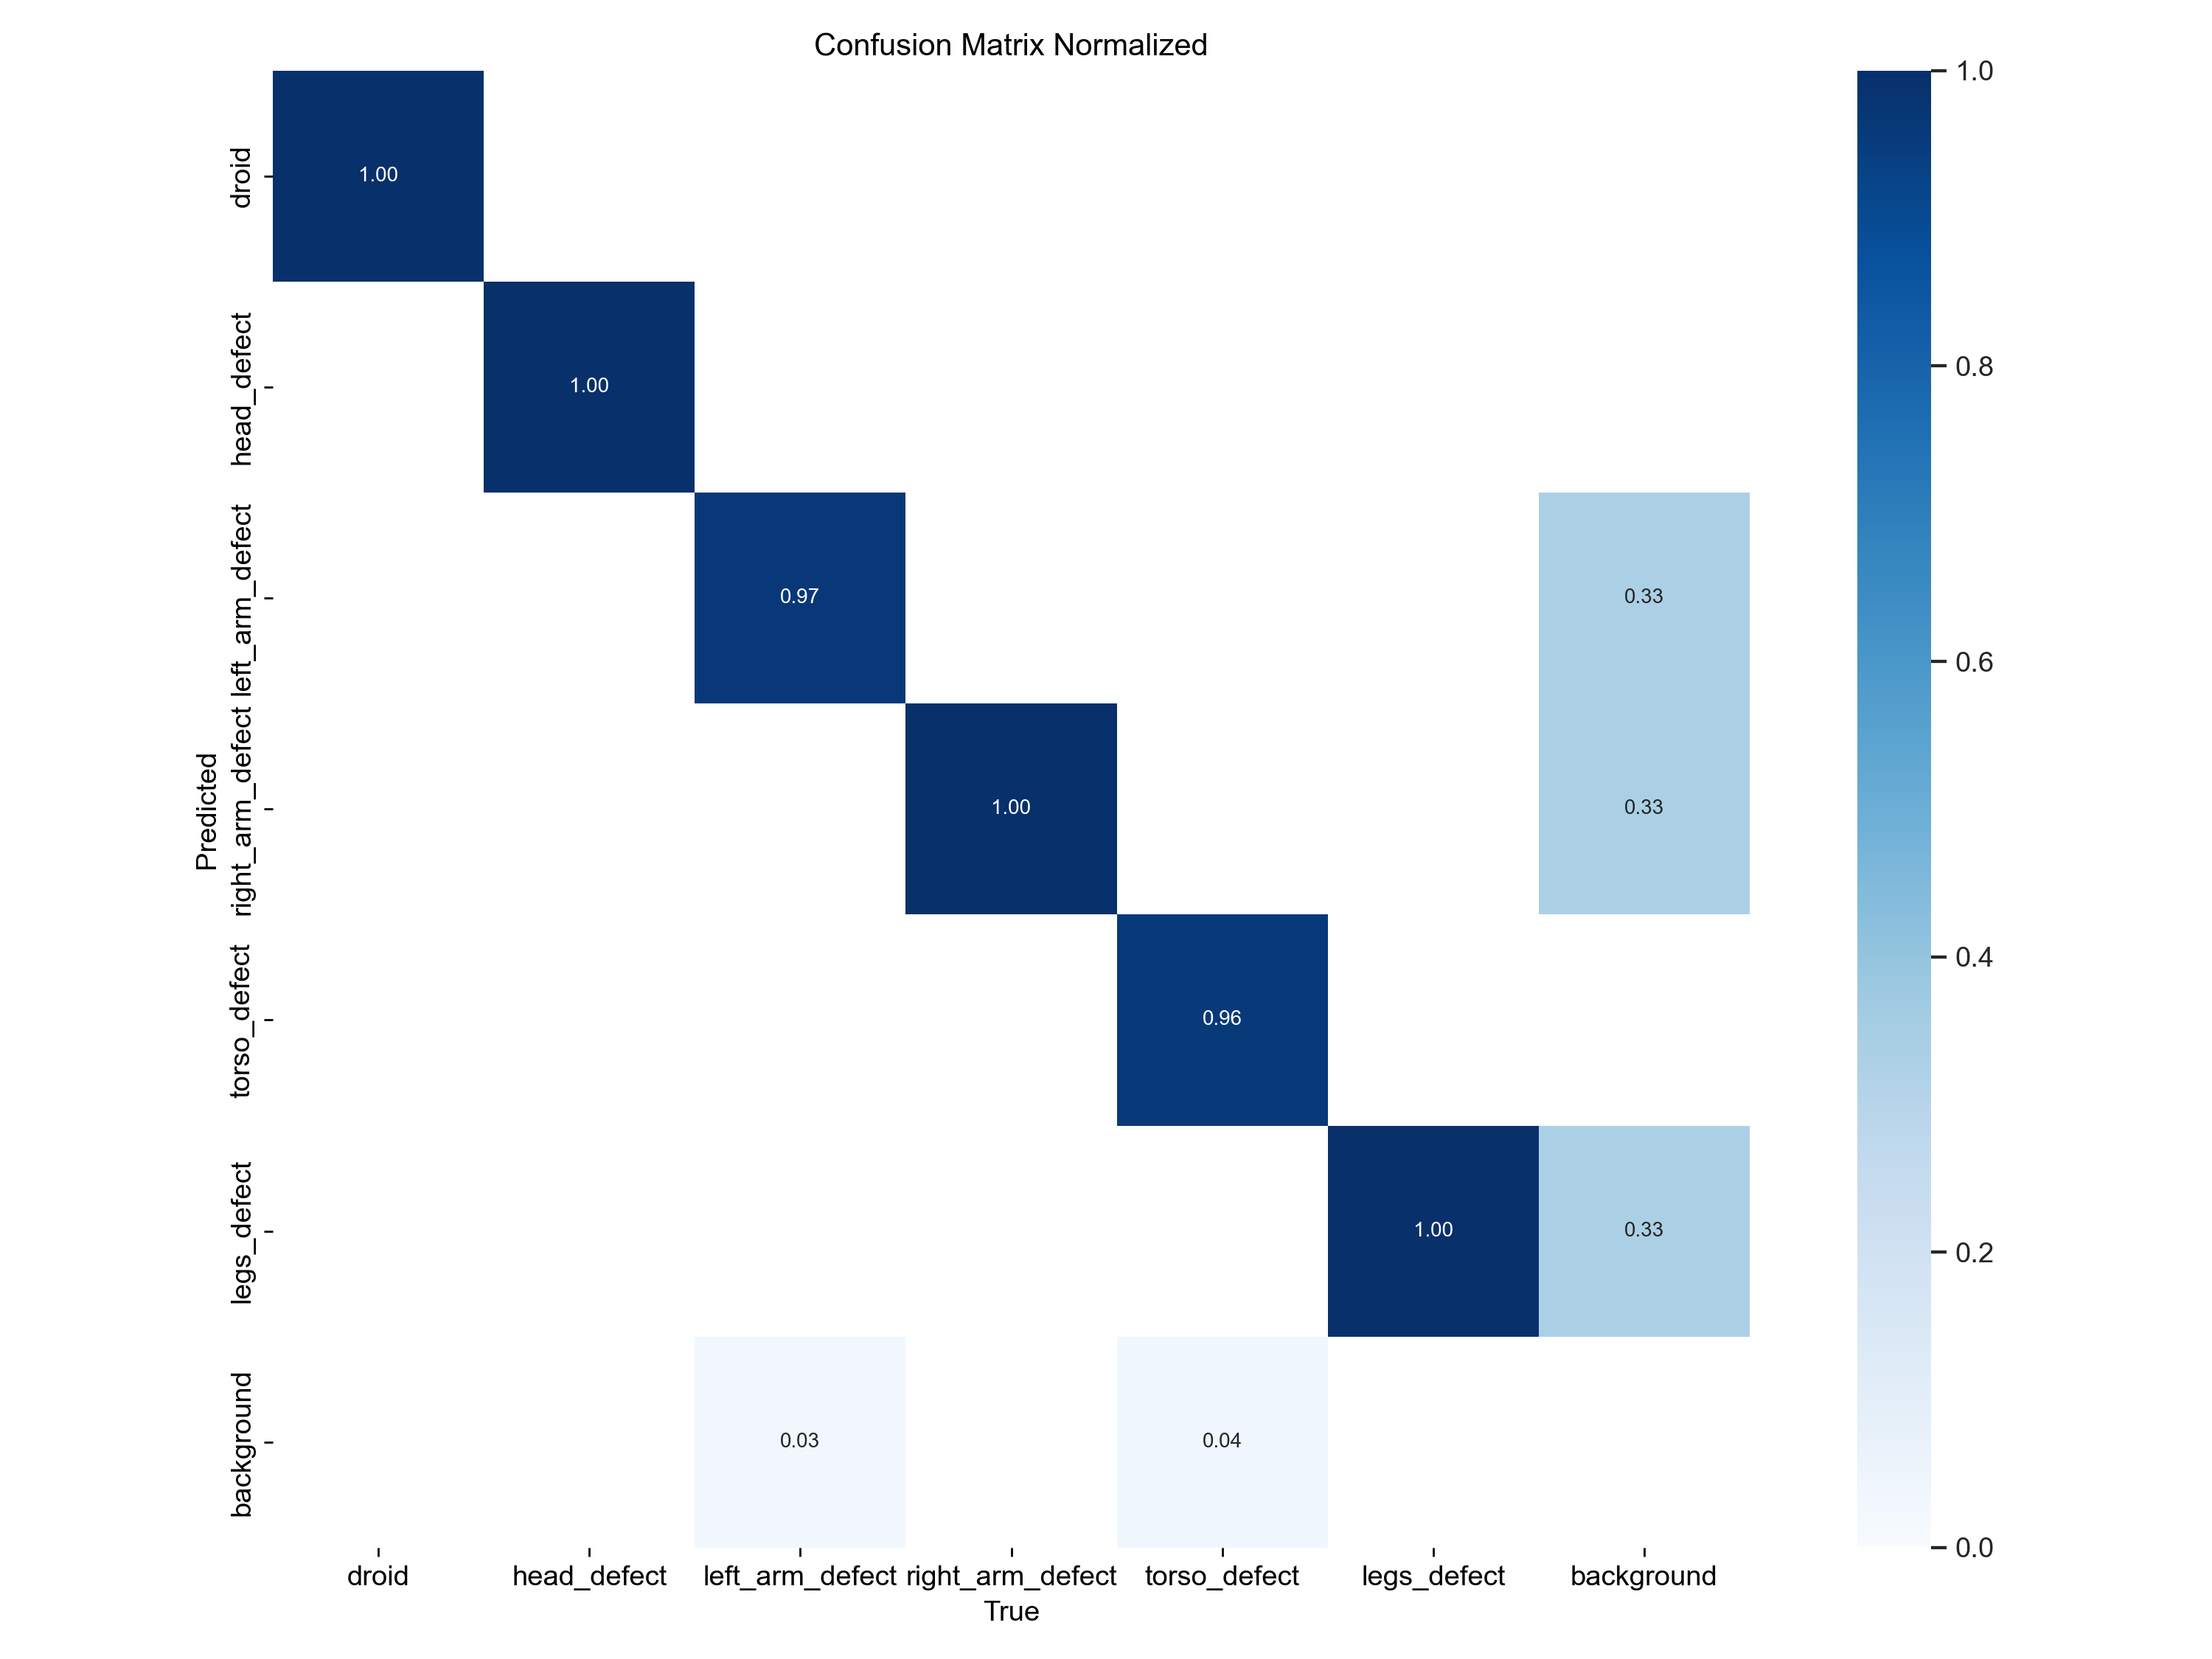 Confusion Matrix Normalized
1.0
droid
1.00
head_defect
1.00
0.8
left_arm_defect
0.97
0.33
0.6
Predicted
right_arm_defect
1.00
0.33
0.4
torso_defect
0.96
legs_defect
1.00
0.33
0.2
background
0.03
0.04
0.0
droid head_defect left_arm_defect right_arm_defect torso_defect legs_defect background
True